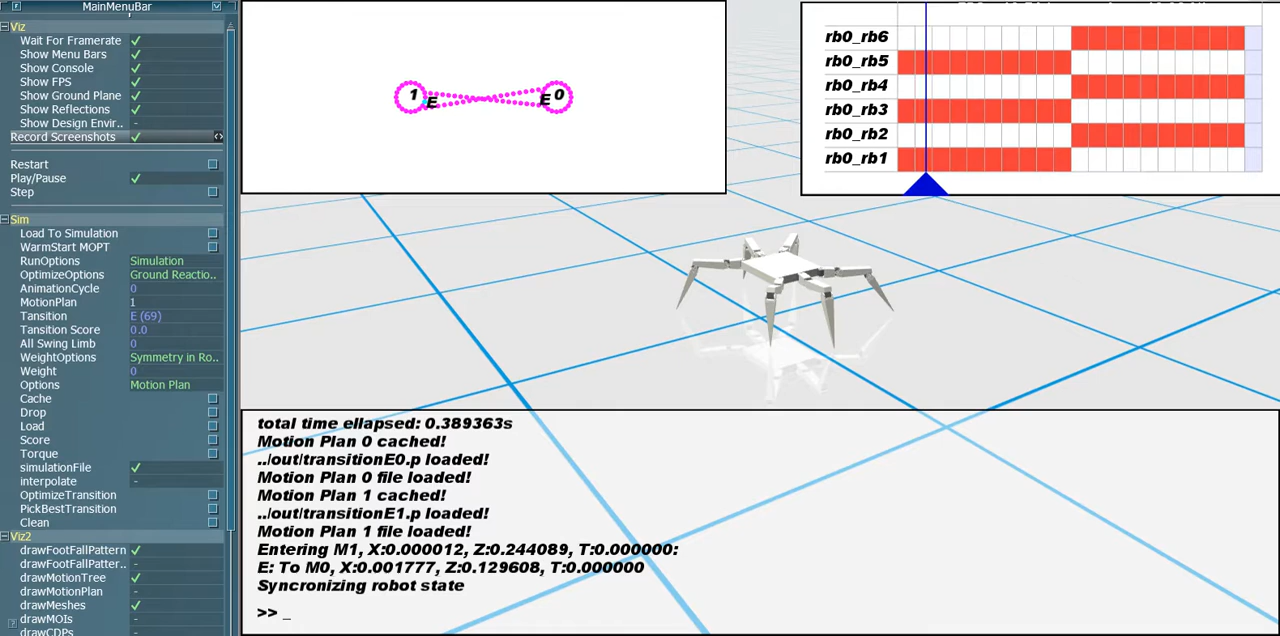 MainMenuBar
Viz
Wait For Framerate
Show Menu Bars
Show Console
Show FPS
Show Ground Plane
Show Reflections
Show Design Envir..
Record Screenshots
Restart
Play/Pause
Step
Sim
Load To Simulation
WarmStart MOPT
RunOptions Simulation
OptimizeOptions Ground Reactio..
AnimationCycle 0
MotionPlan 1
Transition E (69)
Transition Score 0.0
All Swing Limb 0
WeightOptions Symmetry in Ro..
Weight 0
Options Motion Plan
Cache
Drop
Load
Score
Torque
simulationFile
interpolate
OptimizeTransition
PickBestTransition
Clean
Viz2
drawFootFallPattern
drawFootFallPatter..
drawMotionTree
drawMotionPlan
drawMeshes
drawMOIs
drawCDPs
1 E E 0
rb0_rb6
rb0_rb5
rb0_rb4
rb0_rb3
rb0_rb2
rb0_rb1
total time ellapsed: 0.389363s
Motion Plan 0 cached!
../out/transitionE0.p loaded!
Motion Plan 0 file loaded!
Motion Plan 1 cached!
../out/transitionE1.p loaded!
Motion Plan 1 file loaded!
Entering M1, X:0.000012, Z:0.244089, T:0.000000:
E: To M0, X:0.001777, Z:0.129608, T:0.000000
Syncronizing robot state
>> _